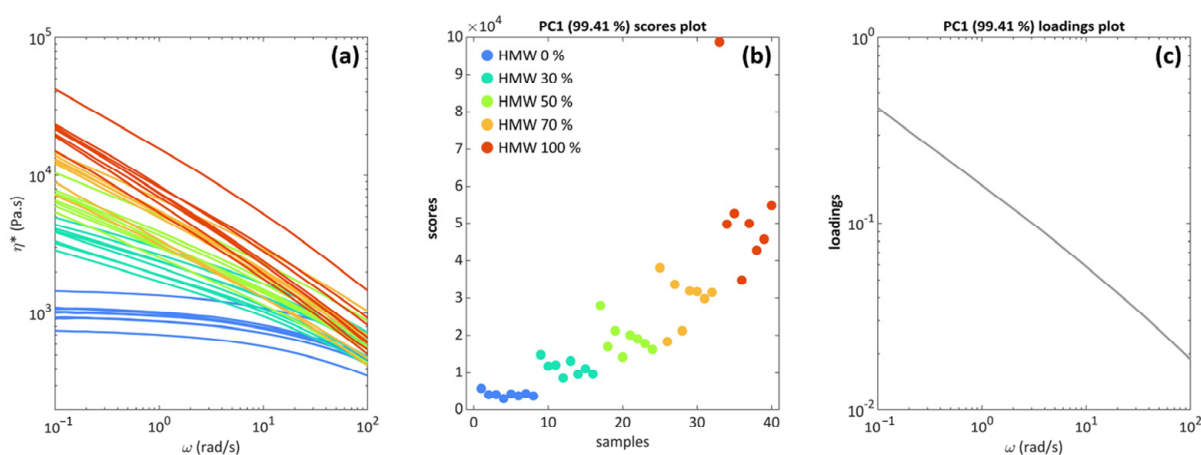 (a)
10^5
10^4
10^3
η* (Pa.s)
10^-1
10^0
10^1
10^2
ω (rad/s)
PC1 (99.41 %) scores plot
×10^4
(b)
10
9
8
7
6
5
4
3
2
1
0
scores
HMW 0 %
HMW 30 %
HMW 50 %
HMW 70 %
HMW 100 %
0
10
20
30
40
samples
PC1 (99.41 %) loadings plot
(c)
10^0
10^-1
10^-2
loadings
10^-1
10^0
10^1
10^2
ω (rad/s)